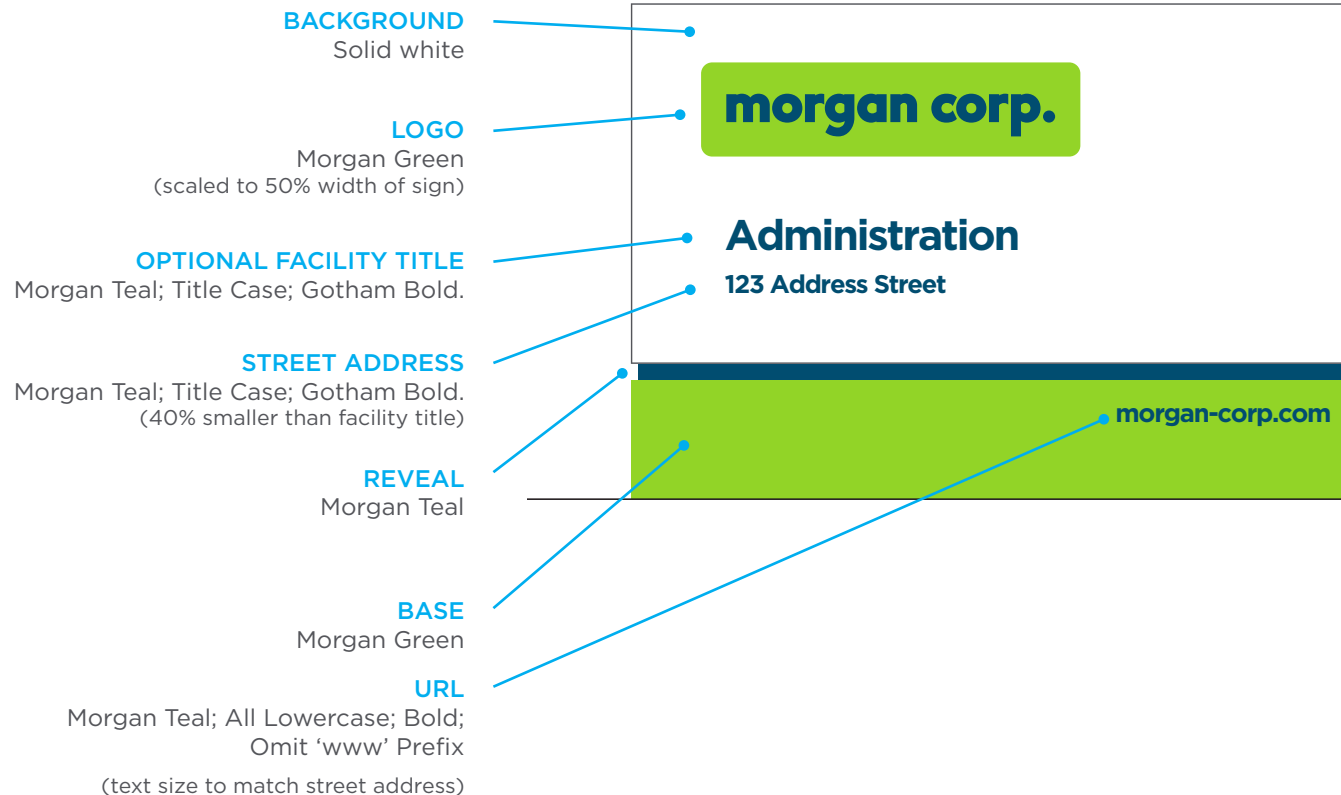 BACKGROUND
Solid white
LOGO
Morgan Green
(scaled to 50% width of sign)
OPTIONAL FACILITY TITLE
Morgan Teal; Title Case; Gotham Bold.
STREET ADDRESS
Morgan Teal; Title Case; Gotham Bold.
(40% smaller than facility title)
REVEAL
Morgan Teal
BASE
Morgan Green
URL
Morgan Teal; All Lowercase; Bold;
Omit ‘www’ Prefix
(text size to match street address)
morgan corp.
Administration
123 Address Street
morgan-corp.com